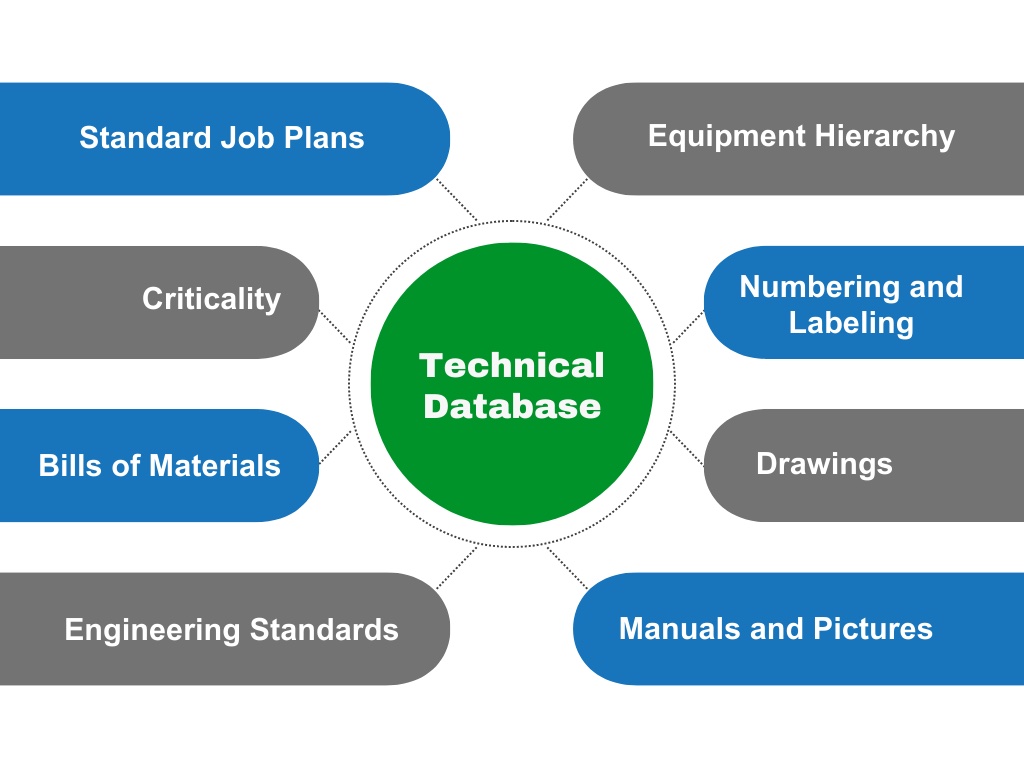 Standard Job Plans
Equipment Hierarchy
Criticality
Numbering and
Labeling
Technical
Database
Bills of Materials
Drawings
Engineering Standards
Manuals and Pictures